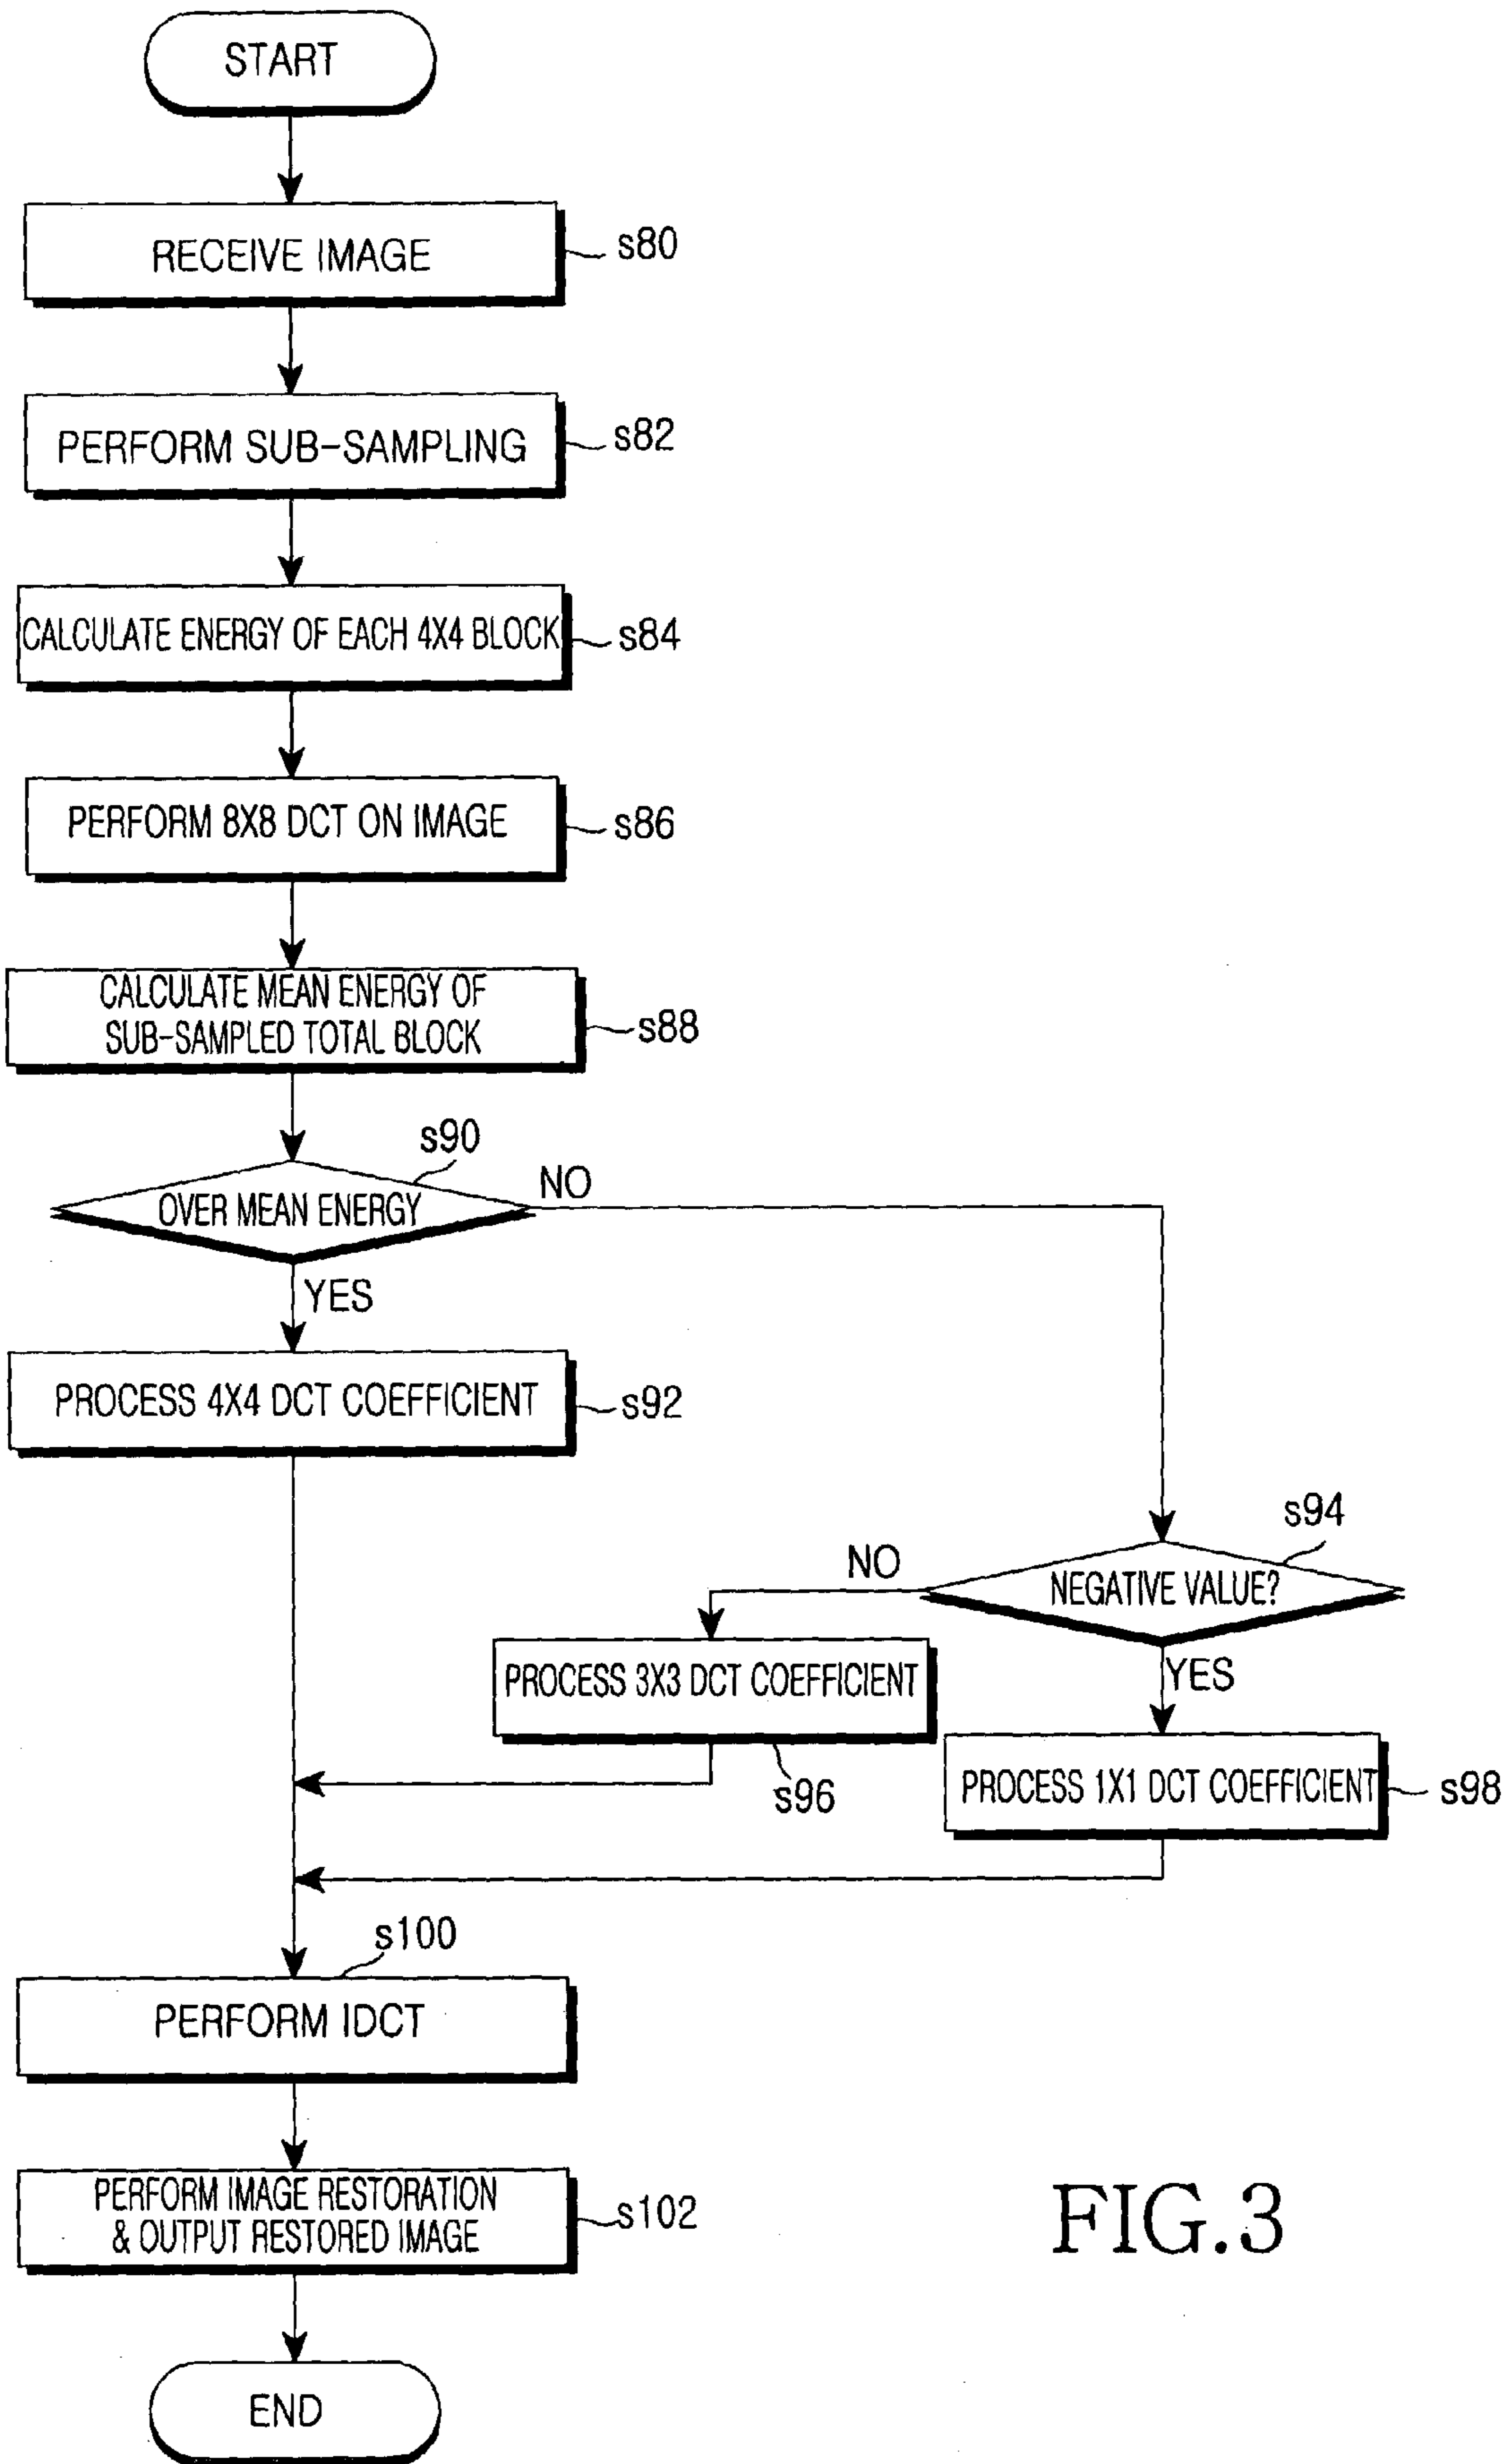 START
RECEIVE IMAGE
s80
PERFORM SUB-SAMPLING
s82
CALCULATE ENERGY OF EACH 4X4 BLOCK
s84
PERFORM 8X8 DCT ON IMAGE
s86
CALCULATE MEAN ENERGY OF
SUB-SAMPLED TOTAL BLOCK
s88
s90
OVER MEAN ENERGY
NO
YES
PROCESS 4X4 DCT COEFFICIENT
s92
s94
NEGATIVE VALUE?
NO
YES
PROCESS 3X3 DCT COEFFICIENT
s96
PROCESS 1X1 DCT COEFFICIENT
s98
s100
PERFORM IDCT
PERFORM IMAGE RESTORATION
& OUTPUT RESTORED IMAGE
s102
END
FIG.3